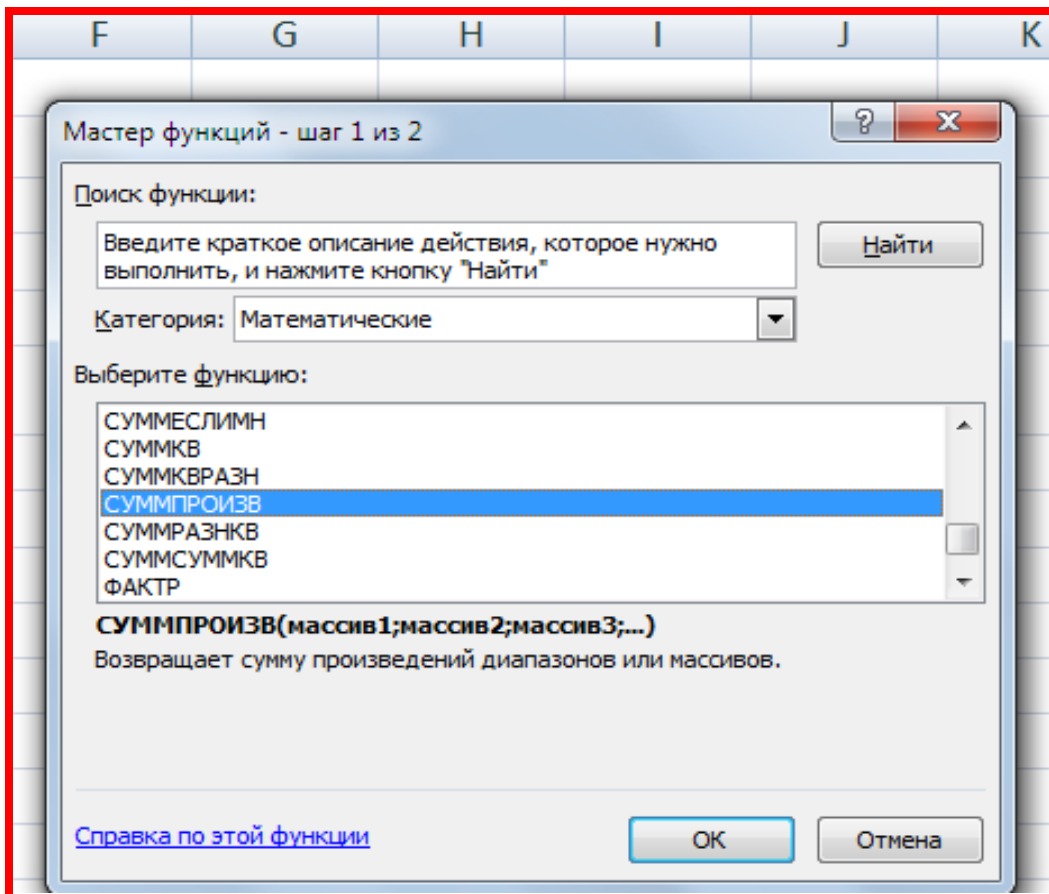 F G H I J K
Мастер функций - шаг 1 из 2
Поиск функции:
Введите краткое описание действия, которое нужно
выполнить, и нажмите кнопку "Найти"
Найти
Категория: Математические
Выберите функцию:
СУММЕСЛИМН
СУММКВ
СУММКВРАЗН
СУММПРОИЗВ
СУММРАЗНКВ
СУММСУММКВ
ФАКТР
СУММПРОИЗВ(массив1;массив2;массив3;...)
Возвращает сумму произведений диапазонов или массивов.
Справка по этой функции
ОК Отмена